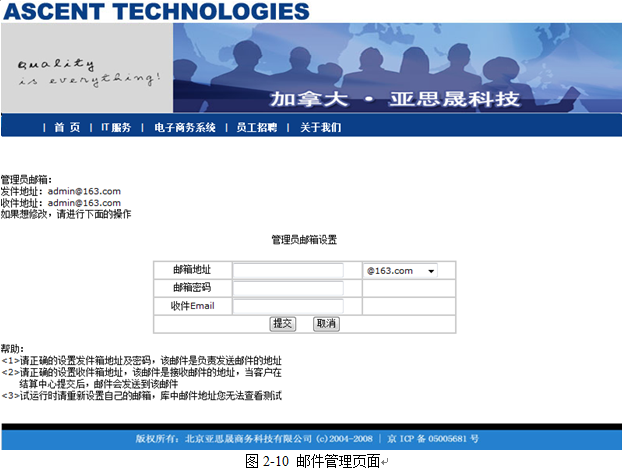 ASCENT TECHNOLOGIES
quality
is everything!
加拿大 · 亚思晟科技
| 首 页 | IT服务 | 电子商务系统 | 员工招聘 | 关于我们
管理员邮箱:
发件地址: admin@163.com
收件地址: admin@163.com
如果想修改，请进行下面的操作
管理员邮箱设置
邮箱地址 @163.com
邮箱密码
收件Email
提交 取消
帮助:
<1>请正确的设置发件箱地址及密码，该邮件是负责发送邮件的地址
<2>请正确的设置收件箱地址，该邮件是接收邮件的地址，当客户在
结算中心提交后，邮件会发送到该邮件
<3>试运行时请重新设置自己的邮箱，库中邮件地址您无法查看测试
版权所有: 北京亚思晟商务科技有限公司 (c)2004-2008 | 京 ICP 备 05005681 号
图 2-10 邮件管理页面